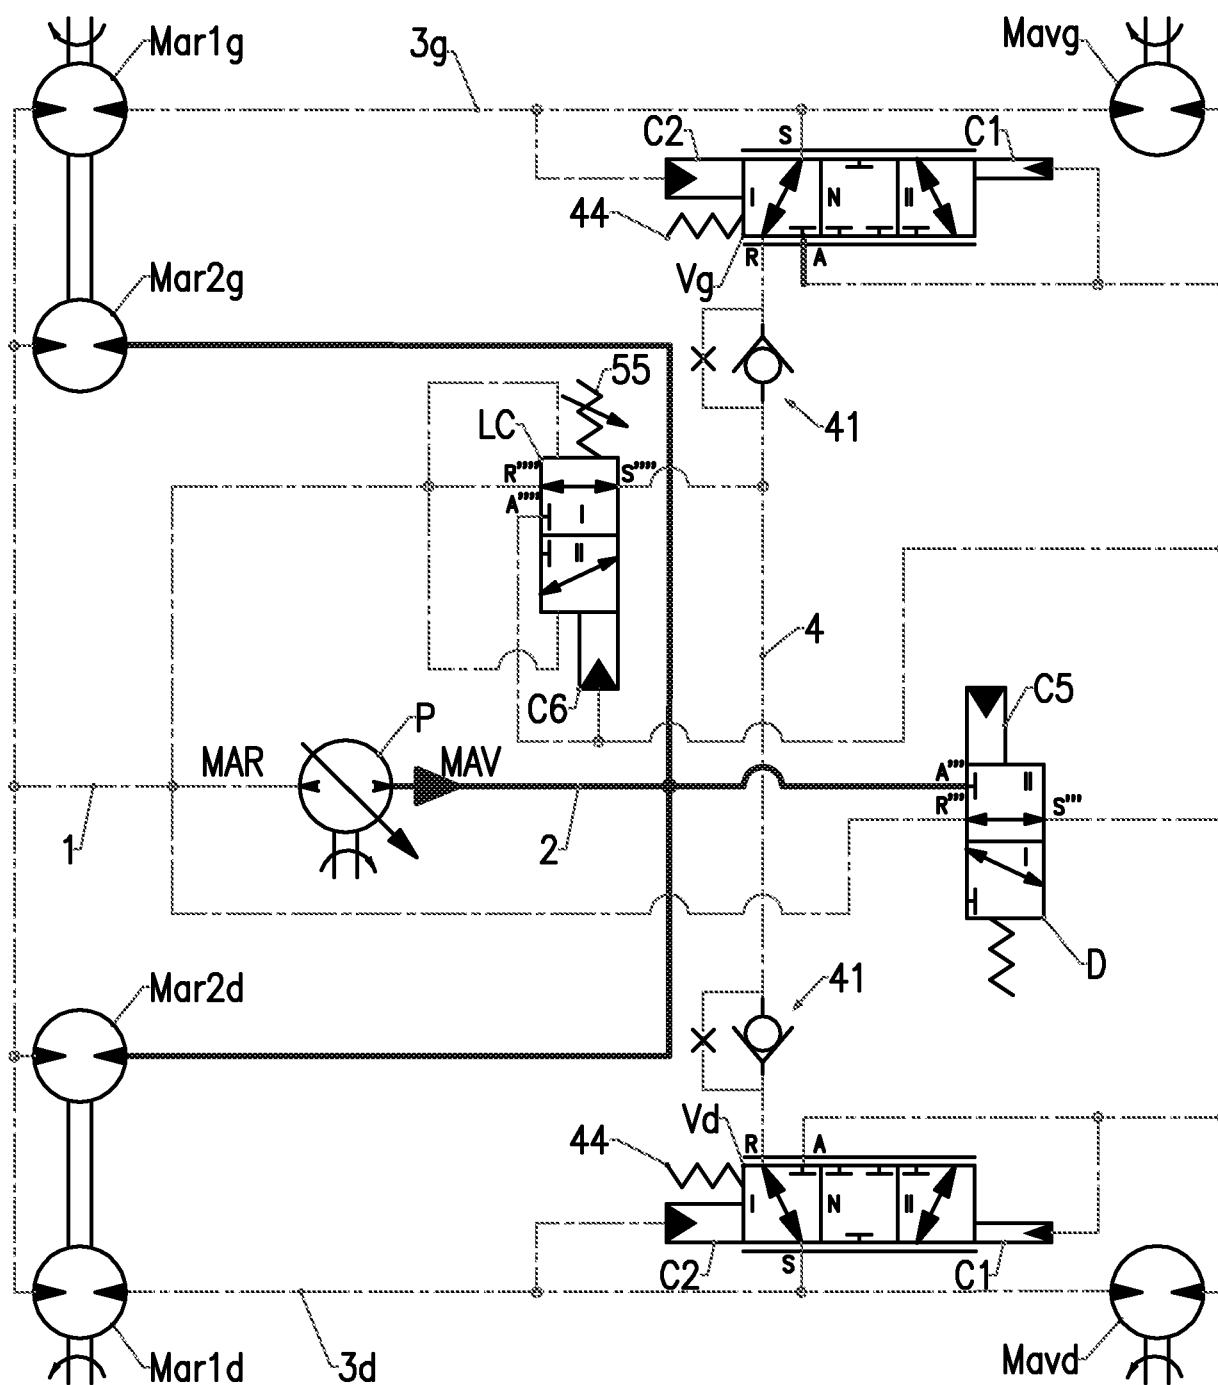 Mar1g
3g
Mavg
C2
S
C1
I
N
II
44
R
A
Vg
Mar2g
55
41
LC
R''''
S''''
A''''
I
II
4
C6
C5
P
MAR
MAV
A'''
II
R'''
S'''
1
2
I
D
Mar2d
41
Vd
44
R
A
I
N
II
S
C2
C1
Mar1d
3d
Mavd